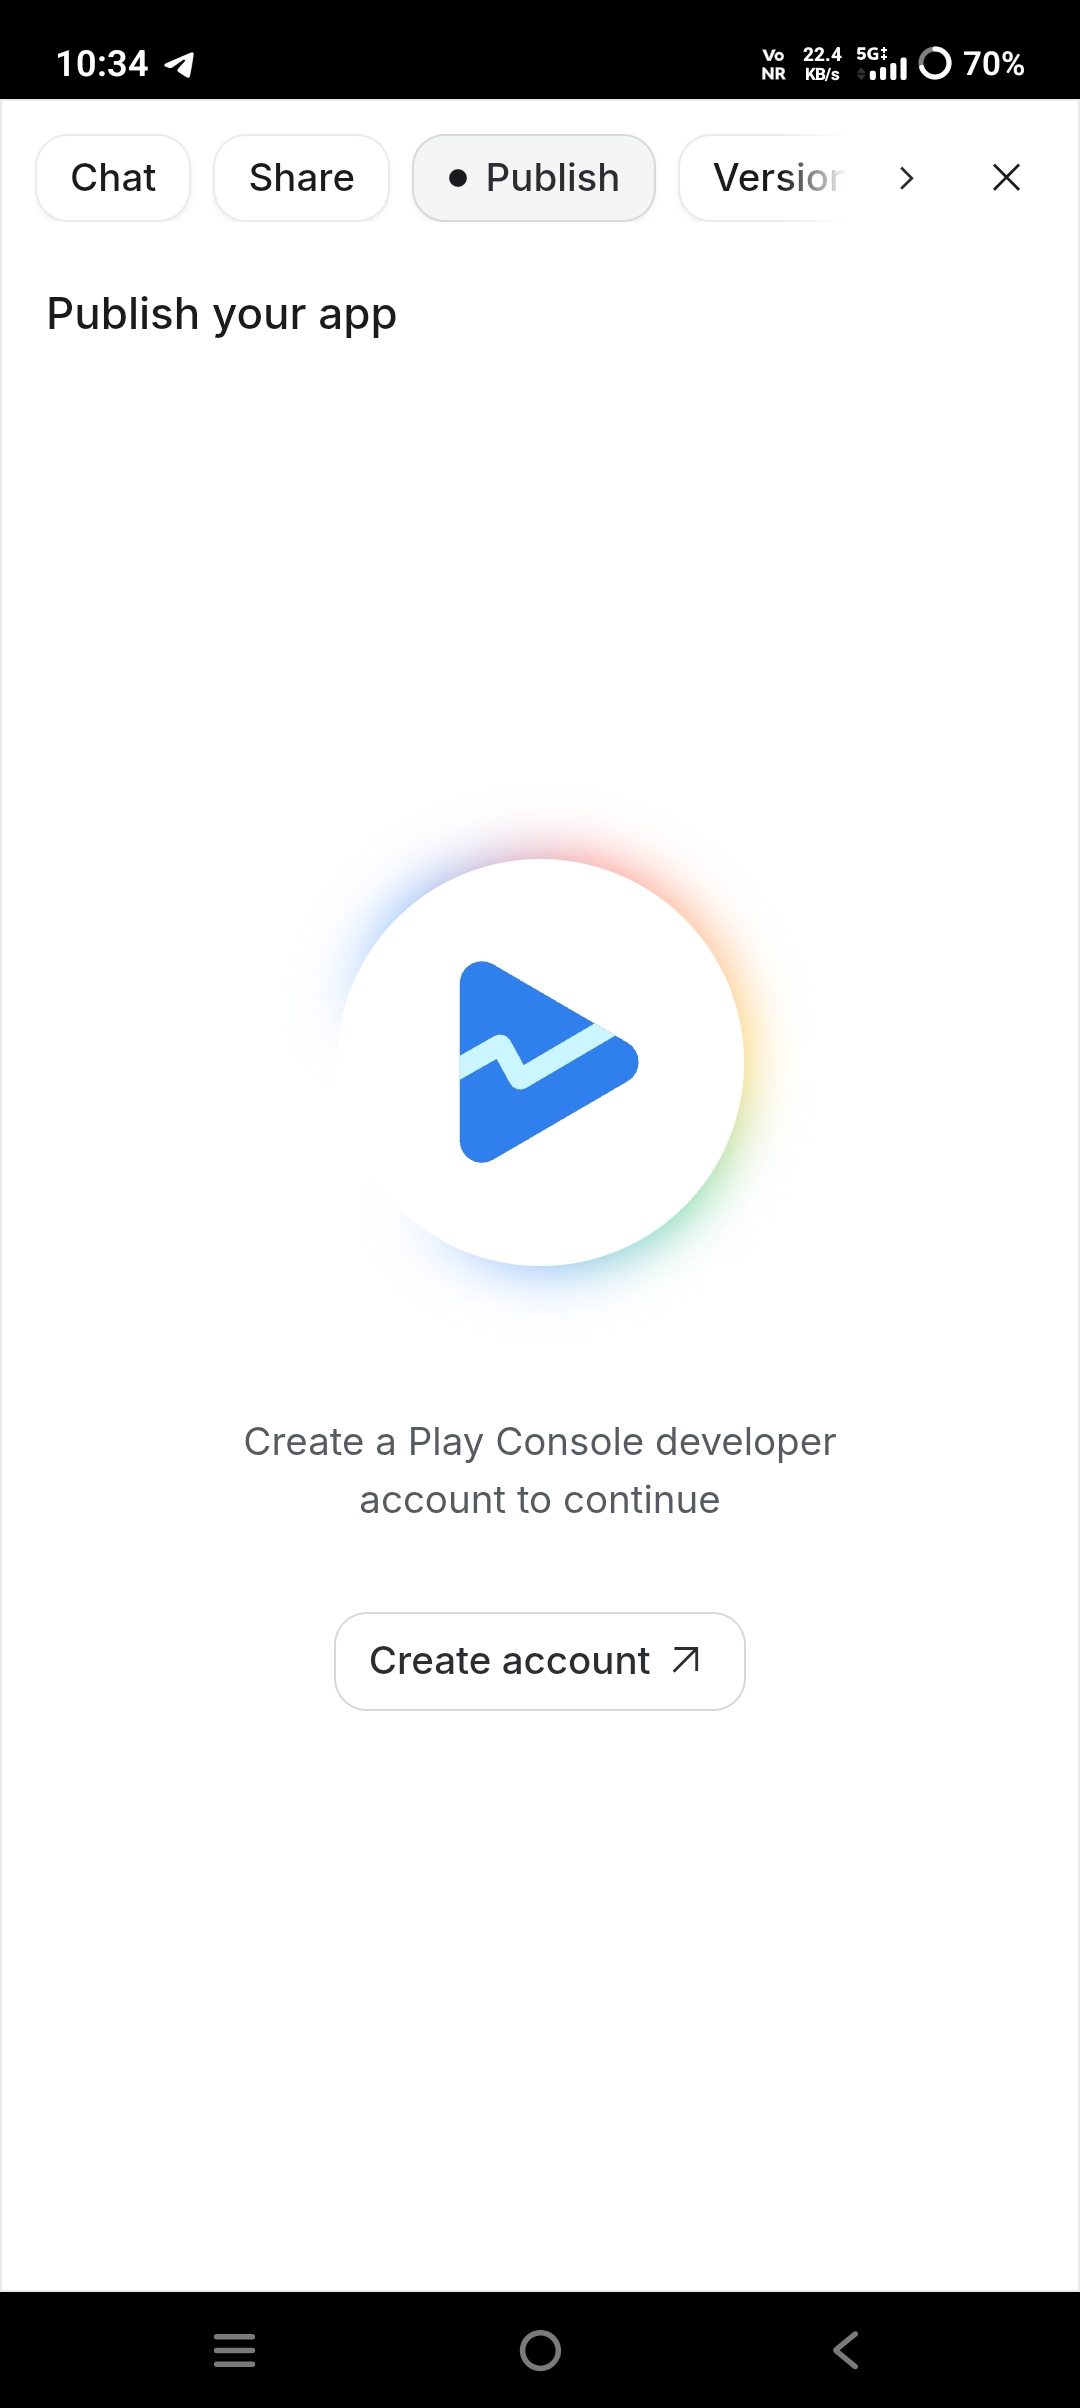 10:34
Vo NR 22.4 KB/s 5G 70%
Chat Share Publish Version
Publish your app
Create a Play Console developer
account to continue
Create account